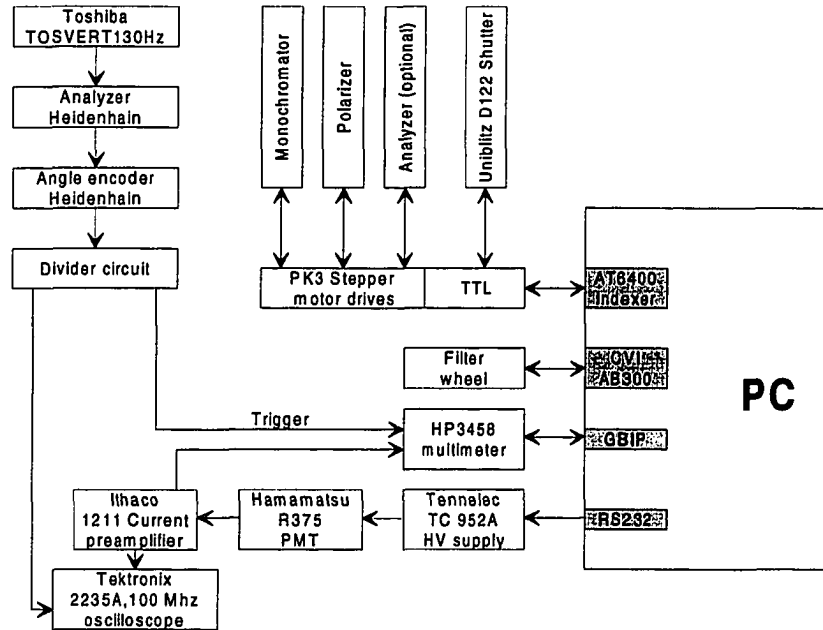 Toshiba
TOSVERT130Hz
Analyzer
Heidenhain
Angle encoder
Heidenhain
Divider circuit
Monochromator
Polarizer
Analyzer (optional)
Uniblitz D122 Shutter
PK3 Stepper
motor drives
TTL
AT6400
Indexer
Filter
wheel
CVI
AB300
PC
Trigger
HP3458
multimeter
GBIP
Ithaco
1211 Current
preamplifier
Hamamatsu
R375
PMT
Tennelec
TC 952A
HV supply
RS232
Tektronix
2235A,100 Mhz
oscilloscope